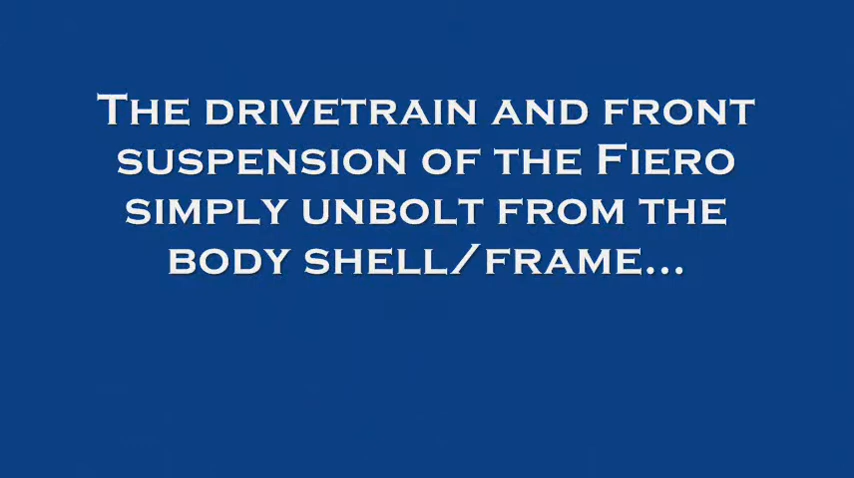 The drivetrain and front
suspension of the Fiero
simply unbolt from the
body shell/frame...